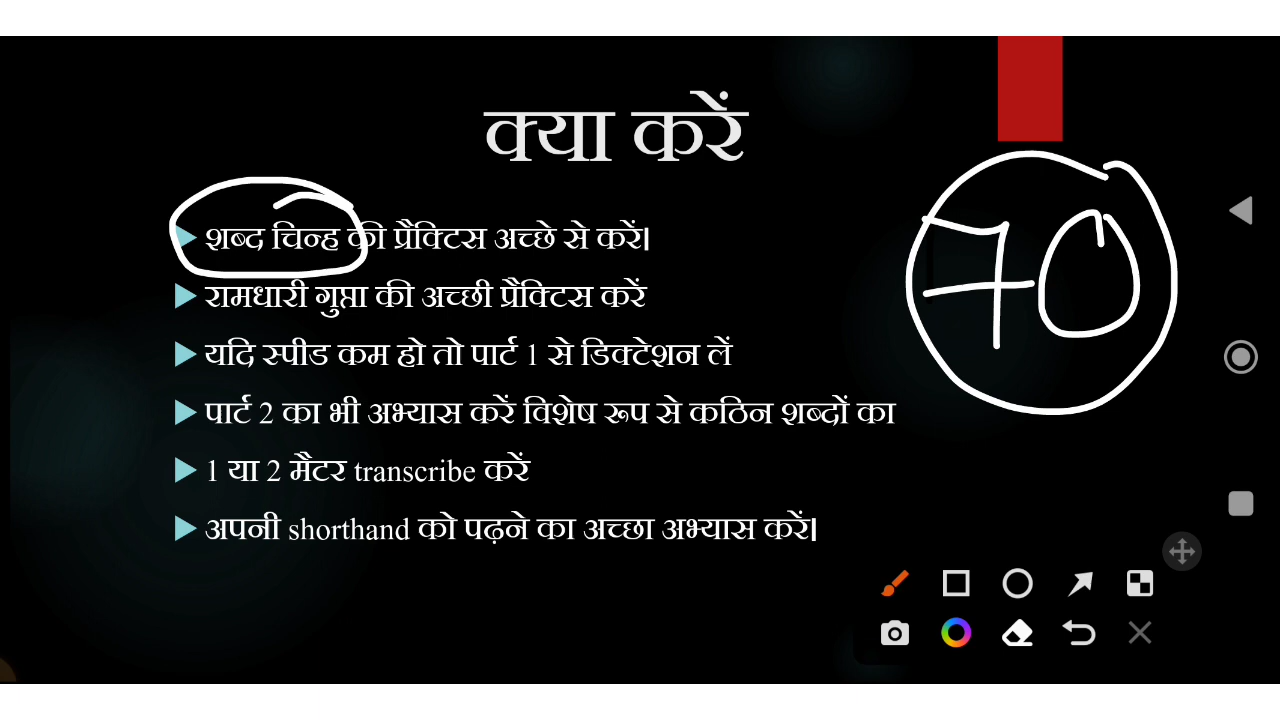 क्या करें
शब्द चिन्ह की प्रैक्टिस अच्छे से करें।
70
रामधारी गुप्ता की अच्छी प्रैक्टिस करें
यदि स्पीड कम हो तो पार्ट 1 से डिक्टेशन लें
पार्ट 2 का भी अभ्यास करें विशेष रूप से कठिन शब्दों का
1 या 2 मैटर transcribe करें
अपनी shorthand को पढ़ने का अच्छा अभ्यास करें।